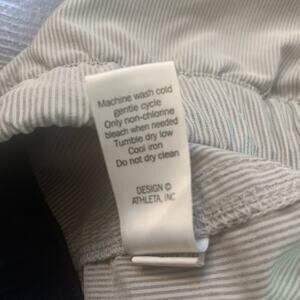 Machine wash cold
gentle cycle
Only non-chlorine
bleach when needed
Tumble dry low
Cool iron
Do not dry clean
DESIGN ©
ATHLETA, INC